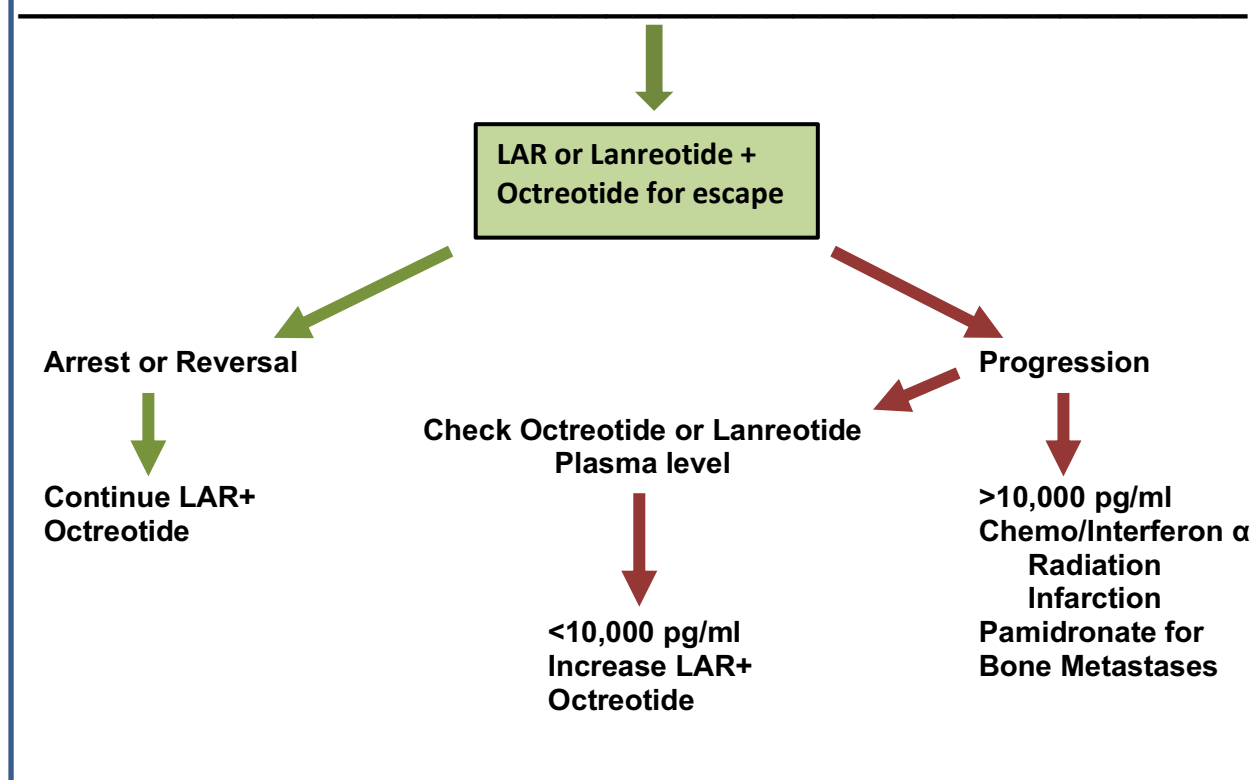 LAR or Lanreotide +
Octreotide for escape
Arrest or Reversal
Progression
Check Octreotide or Lanreotide
Plasma level
Continue LAR+
Octreotide
>10,000 pg/ml
Chemo/Interferon α
Radiation
Infarction
Pamidronate for
Bone Metastases
<10,000 pg/ml
Increase LAR+
Octreotide